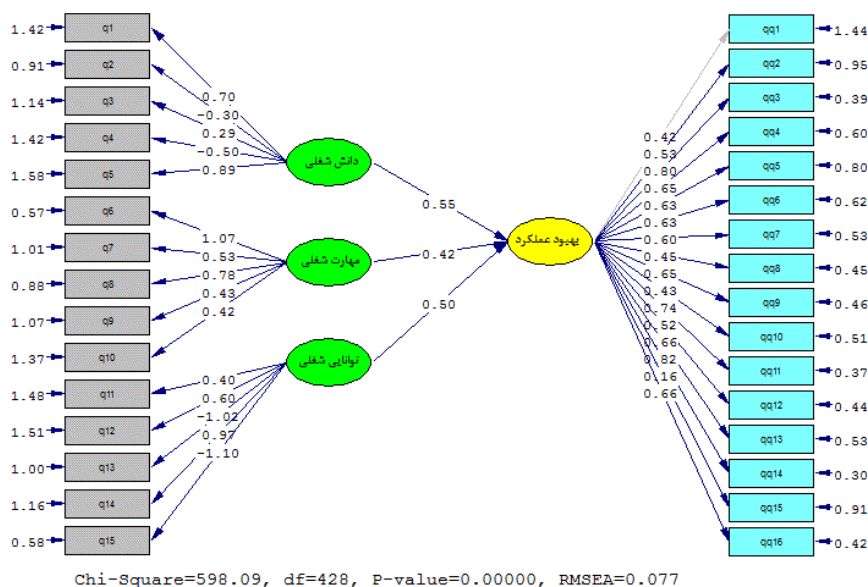 1.42 q1
0.91 q2
1.14 q3
1.42 q4
1.58 q5
0.57 q6
1.01 q7
0.88 q8
1.07 q9
1.37 q10
1.48 q11
1.51 q12
1.00 q13
1.16 q14
0.58 q15
0.70
-0.30
0.29
-0.50
0.89
1.07
0.53
0.78
0.43
0.42
0.40
0.60
-1.02
0.97
-1.10
دانش شغلی
مهارت شغلی
توانایی شغلی
0.55
0.42
0.50
بهبود عملکرد
0.42
0.53
0.80
0.65
0.63
0.63
0.60
0.45
0.65
0.43
0.74
0.52
0.66
0.82
0.16
0.66
qq1 1.44
qq2 0.95
qq3 0.39
qq4 0.60
qq5 0.80
qq6 0.62
qq7 0.53
qq8 0.45
qq9 0.46
qq10 0.51
qq11 0.37
qq12 0.44
qq13 0.53
qq14 0.30
qq15 0.91
qq16 0.42
Chi-Square=598.09, df=428, P-value=0.00000, RMSEA=0.077